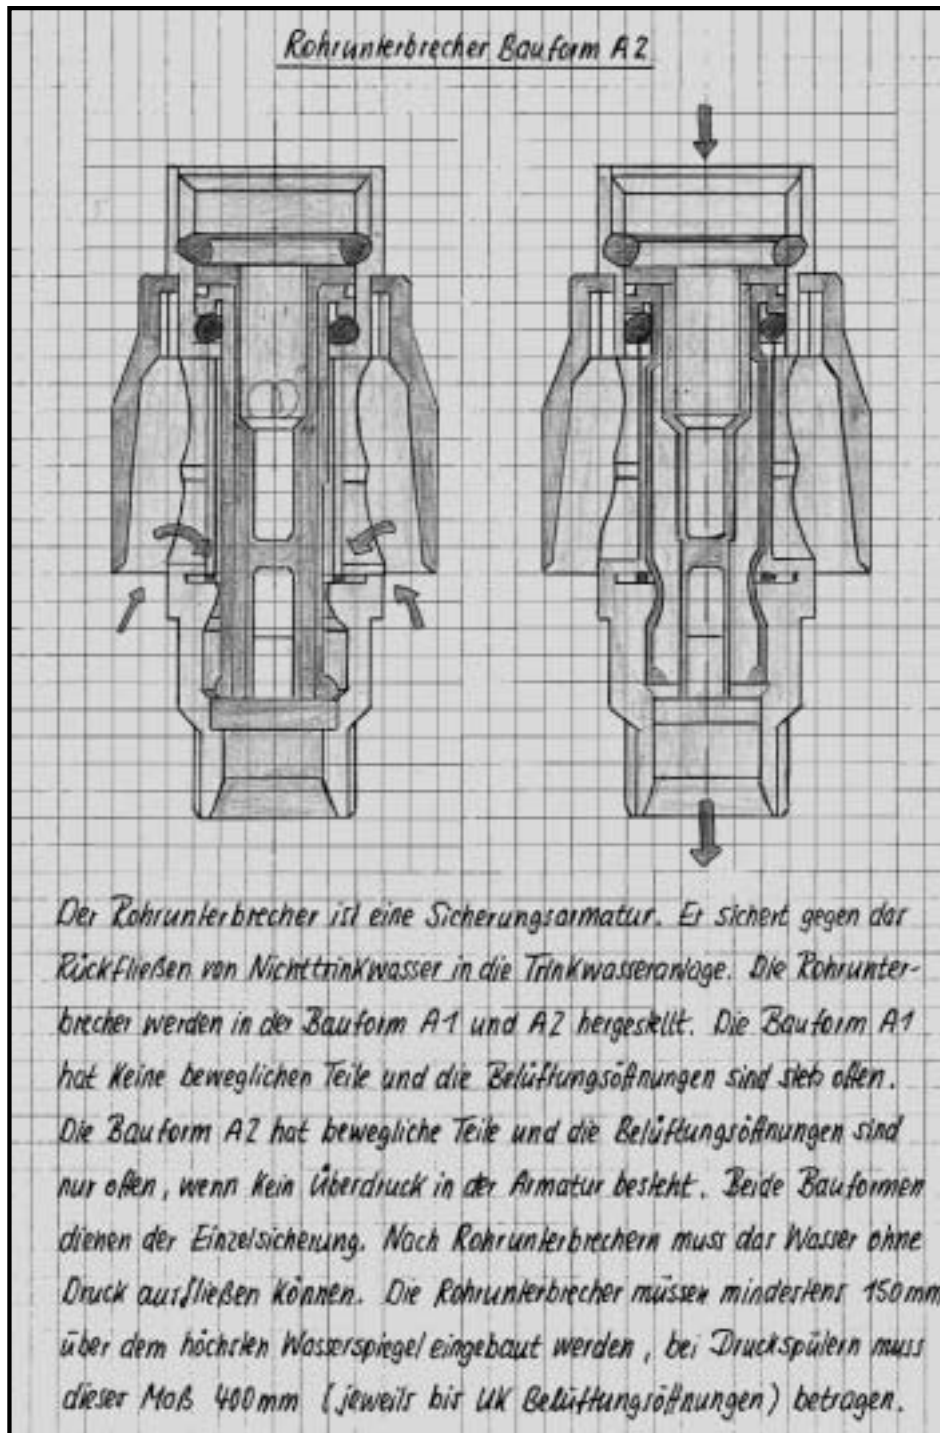 Rohrunterbrecher Bauform A2
Der Rohrunterbrecher ist eine Sicherungsarmatur. Er sichert gegen das
Rückfließen von Nichttrinkwasser in die Trinkwasseranlage. Die Rohrunter-
brecher werden in der Bauform A1 und A2 hergestellt. Die Bauform A1
hat keine beweglichen Teile und die Belüftungsöffnungen sind stets offen.
Die Bauform A2 hat bewegliche Teile und die Belüftungsöffnungen sind
nur offen, wenn kein Überdruck in der Armatur besteht. Beide Bauformen
dienen der Einzelsicherung. Nach Rohrunterbrechern muss das Wasser ohne
Druck ausfließen können. Die Rohrunterbrecher müssen mindestens 150mm
über dem höchsten Wasserspiegel eingebaut werden, bei Druckspülern muss
dieses Maß 400mm (jeweils bis UK Belüftungsöffnungen) betragen.